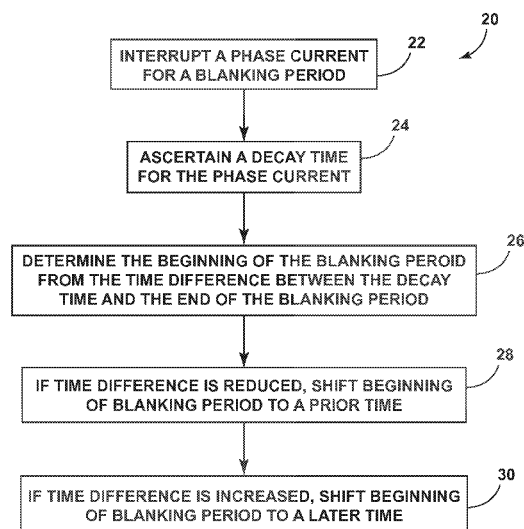 20
INTERRUPT A PHASE CURRENT
FOR A BLANKING PERIOD
22
24
ASCERTAIN A DECAY TIME
FOR THE PHASE CURRENT
26
DETERMINE THE BEGINNING OF THE BLANKING PEROID
FROM THE TIME DIFFERENCE BETWEEN THE DECAY
TIME AND THE END OF THE BLANKING PERIOD
28
IF TIME DIFFERENCE IS REDUCED, SHIFT BEGINNING
OF BLANKING PERIOD TO A PRIOR TIME
30
IF TIME DIFFERENCE IS INCREASED, SHIFT BEGINNING
OF BLANKING PERIOD TO A LATER TIME